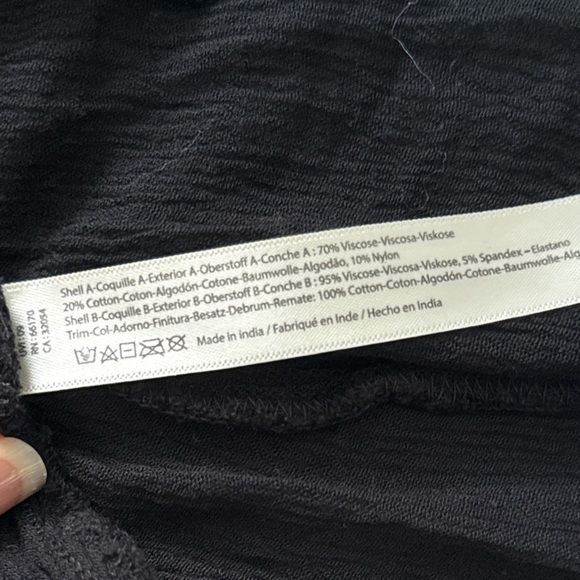 Shell A-Coquille A-Exterior A-Oberstoff A-Conche A : 70% Viscose-Viscosa-Viskose
20% Cotton-Coton-Algodón-Cotone-Baumwolle-Algodão, 10% Nylon
Shell B-Coquille B-Exterior B-Oberstoff B-Conche B : 95% Viscose-Viscosa-Viskose, 5% Spandex – Elastano
Trim-Col-Adorno-Finitura-Besatz-Debrum-Remate: 100% Cotton-Coton-Algodón-Cotone-Baumwolle-Alg
Made in india / Fabriqué en Inde / Hecho en India
RN : 66170
CA : 32054